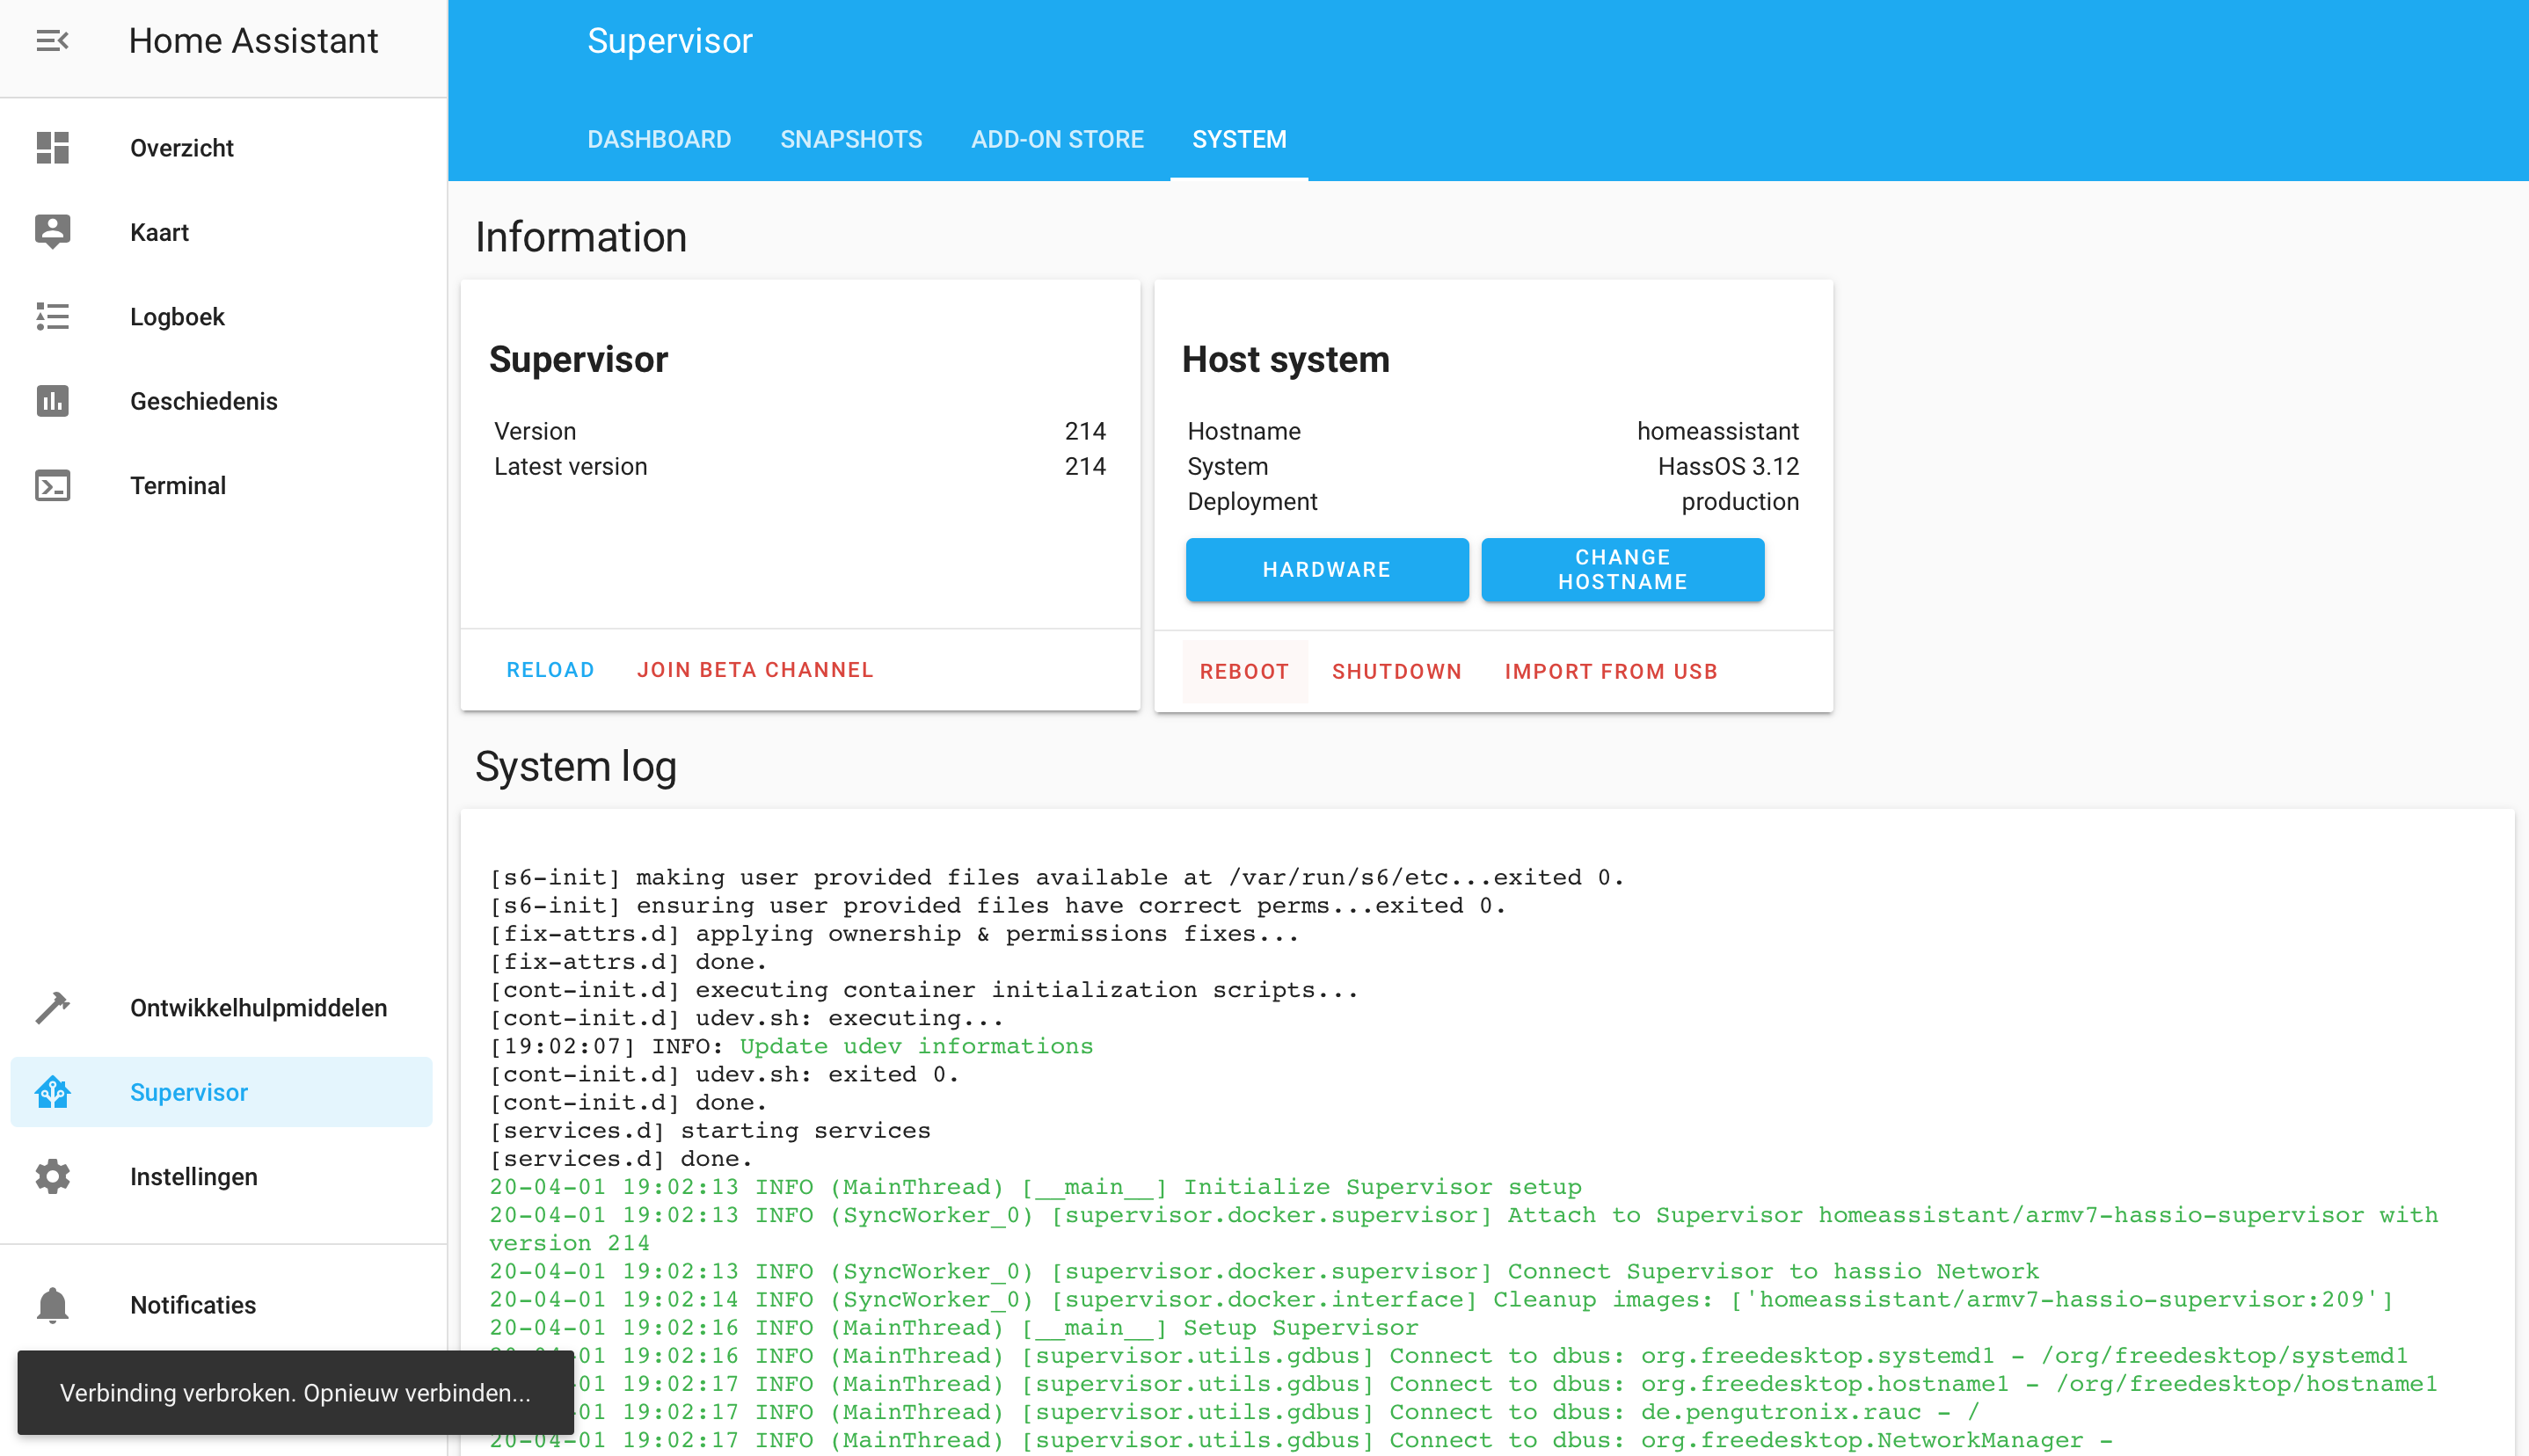 Home Assistant
Overzicht
Kaart
Logboek
Geschiedenis
Terminal
Ontwikkelhulpmiddelen
Supervisor
Instellingen
Notificaties
Verbinding verbroken. Opnieuw verbinden...
Supervisor
DASHBOARD SNAPSHOTS ADD-ON STORE SYSTEM
Information
Supervisor
Version 214
Latest version 214
RELOAD JOIN BETA CHANNEL
Host system
Hostname homeassistant
System HassOS 3.12
Deployment production
HARDWARE
CHANGE
HOSTNAME
REBOOT SHUTDOWN IMPORT FROM USB
System log
[s6-init] making user provided files available at /var/run/s6/etc...exited 0.
[s6-init] ensuring user provided files have correct perms...exited 0.
[fix-attrs.d] applying ownership & permissions fixes...
[fix-attrs.d] done.
[cont-init.d] executing container initialization scripts...
[cont-init.d] udev.sh: executing...
[19:02:07] INFO: Update udev informations
[cont-init.d] udev.sh: exited 0.
[cont-init.d] done.
[services.d] starting services
[services.d] done.
20-04-01 19:02:13 INFO (MainThread) [__main__] Initialize Supervisor setup
20-04-01 19:02:13 INFO (SyncWorker_0) [supervisor.docker.supervisor] Attach to Supervisor homeassistant/armv7-hassio-supervisor with
version 214
20-04-01 19:02:13 INFO (SyncWorker_0) [supervisor.docker.supervisor] Connect Supervisor to hassio Network
20-04-01 19:02:14 INFO (SyncWorker_0) [supervisor.docker.interface] Cleanup images: ['homeassistant/armv7-hassio-supervisor:209']
20-04-01 19:02:16 INFO (MainThread) [__main__] Setup Supervisor
01 19:02:16 INFO (MainThread) [supervisor.utils.gdbus] Connect to dbus: org.freedesktop.systemd1 - /org/freedesktop/systemd1
-01 19:02:17 INFO (MainThread) [supervisor.utils.gdbus] Connect to dbus: org.freedesktop.hostname1 - /org/freedesktop/hostname1
-01 19:02:17 INFO (MainThread) [supervisor.utils.gdbus] Connect to dbus: de.pengutronix.rauc - /
20-04-01 19:02:17 INFO (MainThread) [supervisor.utils.gdbus] Connect to dbus: org.freedesktop.NetworkManager -